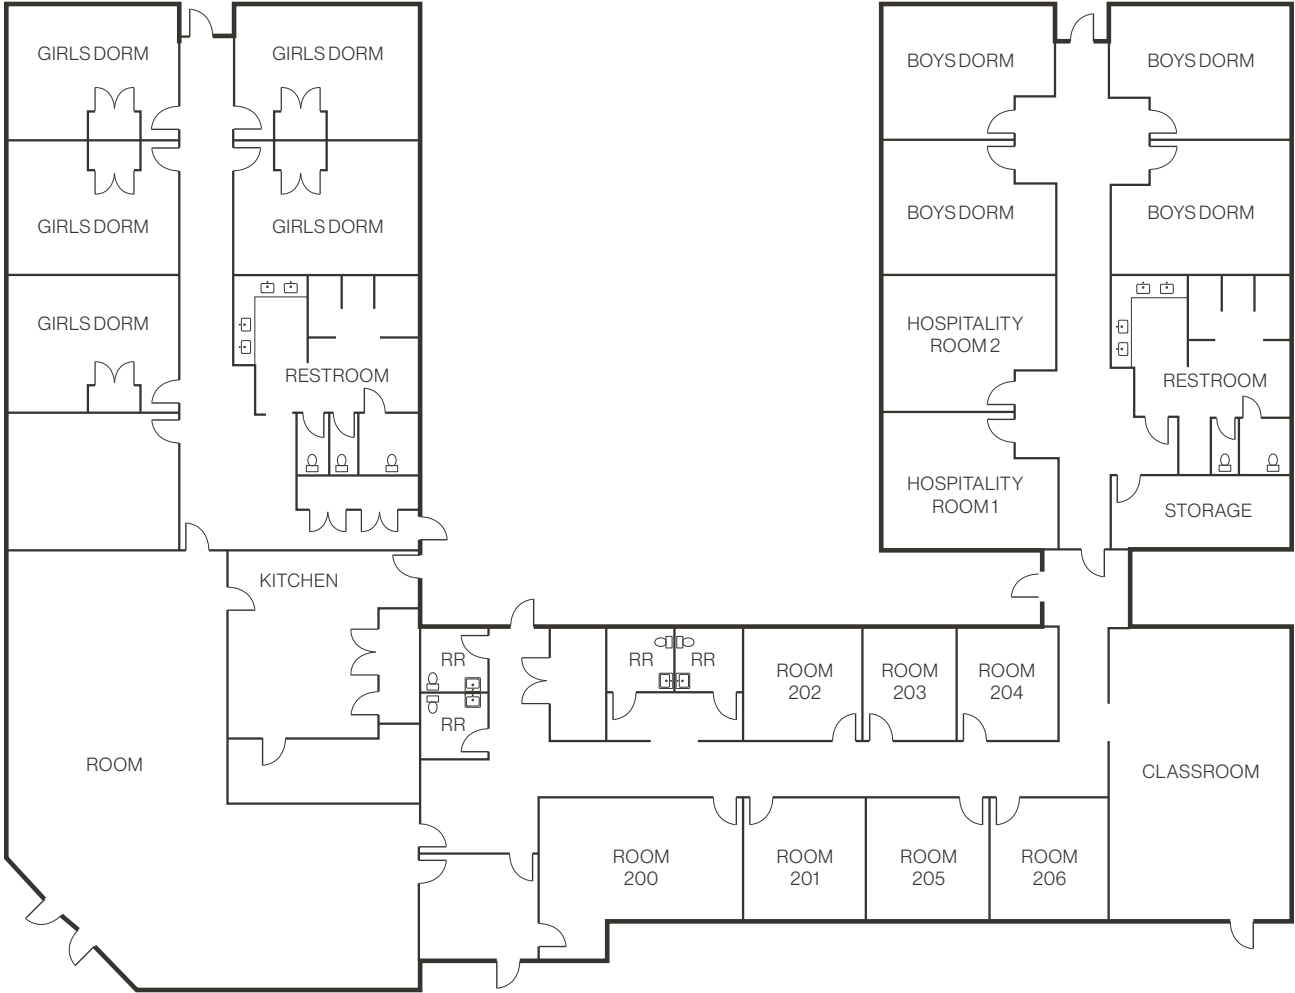 GIRLS DORM
GIRLS DORM
BOYS DORM
BOYS DORM
GIRLS DORM
GIRLS DORM
BOYS DORM
BOYS DORM
GIRLS DORM
HOSPITALITY
ROOM 2
RESTROOM
RESTROOM
HOSPITALITY
ROOM 1
STORAGE
KITCHEN
RR
RR
RR
ROOM
202
ROOM
203
ROOM
204
RR
ROOM
CLASSROOM
ROOM
200
ROOM
201
ROOM
205
ROOM
206